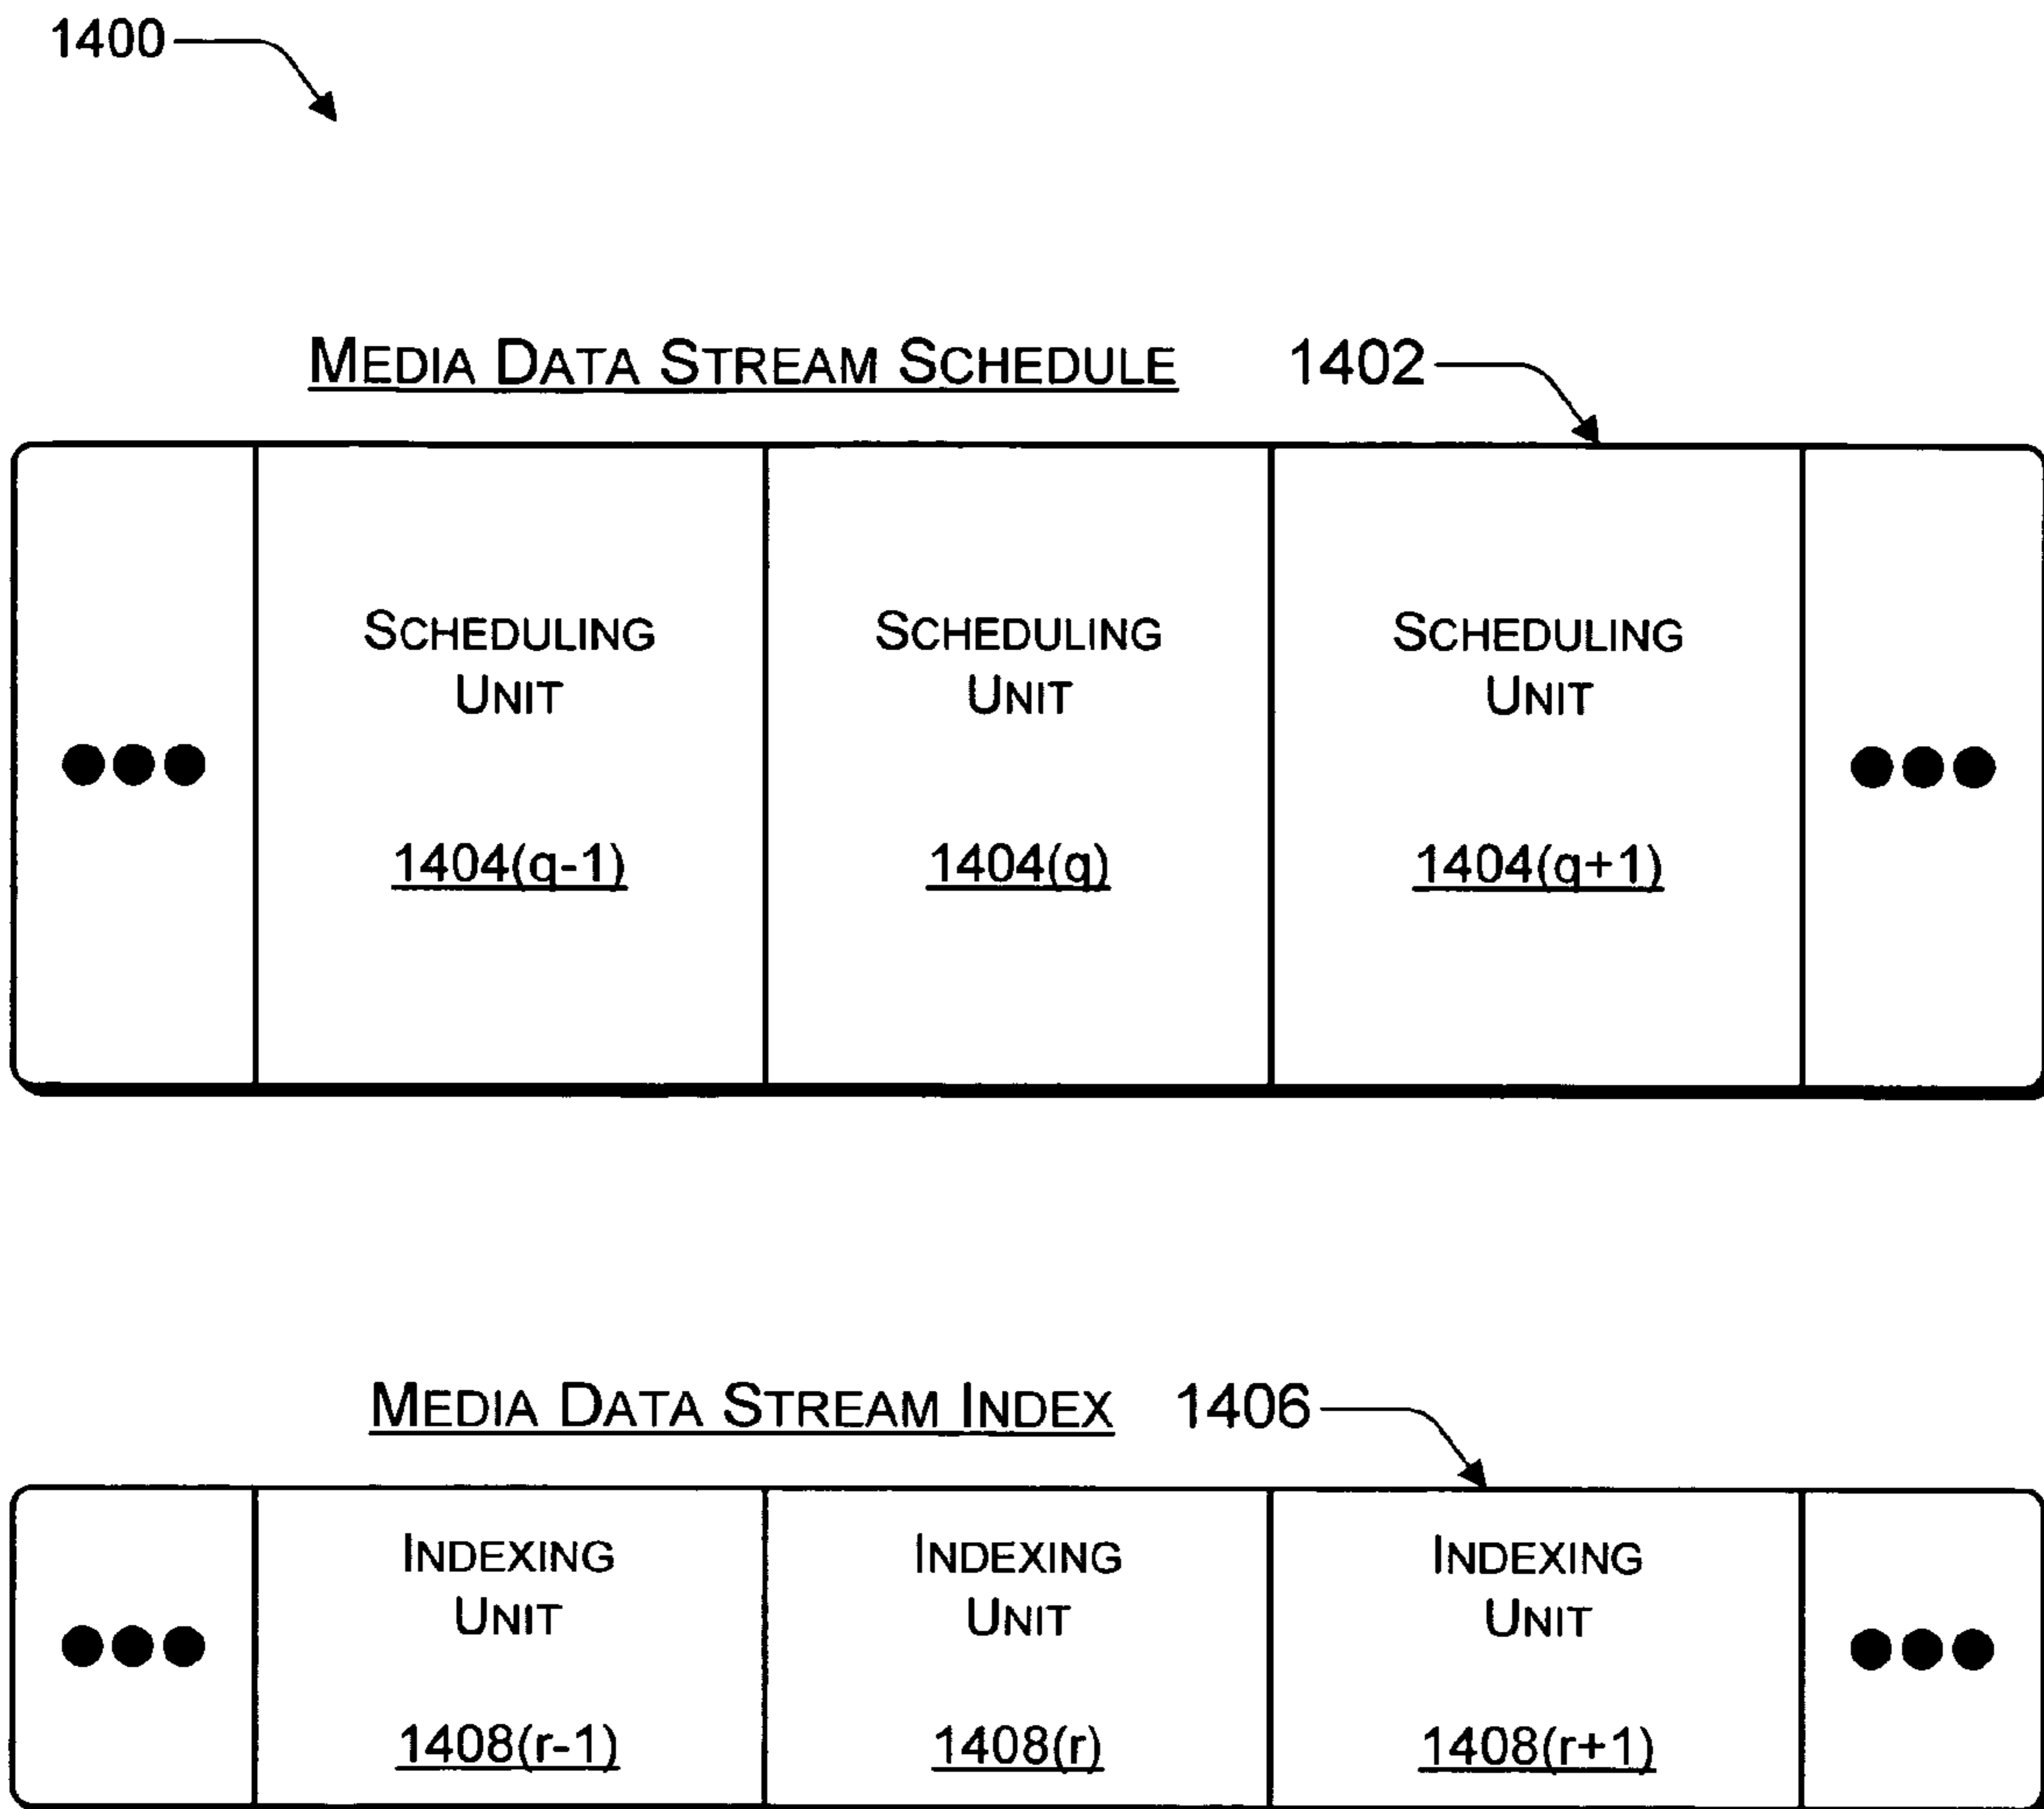 1400
MEDIA DATA STREAM SCHEDULE 1402
SCHEDULING UNIT 1404(q-1)
SCHEDULING UNIT 1404(q)
SCHEDULING UNIT 1404(q+1)
MEDIA DATA STREAM INDEX 1406
INDEXING UNIT 1408(r-1)
INDEXING UNIT 1408(r)
INDEXING UNIT 1408(r+1)